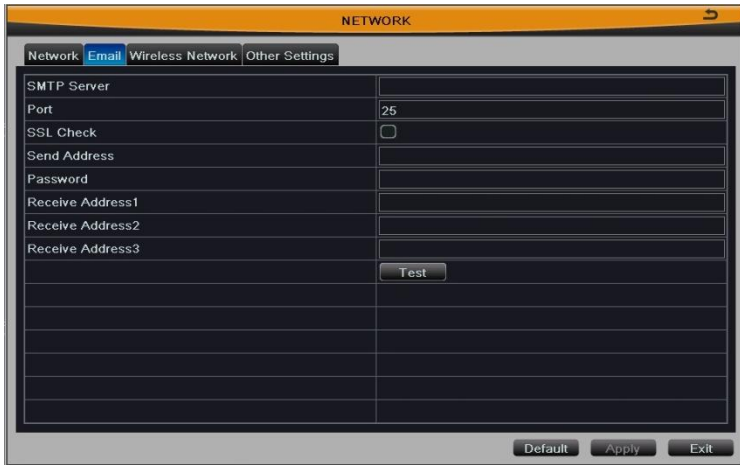 NETWORK
Network Email Wireless Network Other Settings
SMTP Server
Port 25
SSL Check
Send Address
Password
Receive Address1
Receive Address2
Receive Address3
Test
Default Apply Exit